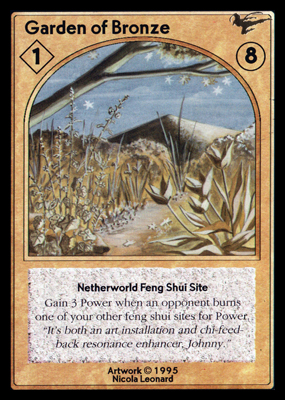 Garden of Bronze
1
8
Netherworld Feng Shui Site
Gain 3 Power when an opponent burns
one of your other feng shui sites for Power.
"It's both an art installation and chi-feed-
back resonance enhancer, Johnny."
Artwork © 1995
Nicola Leonard